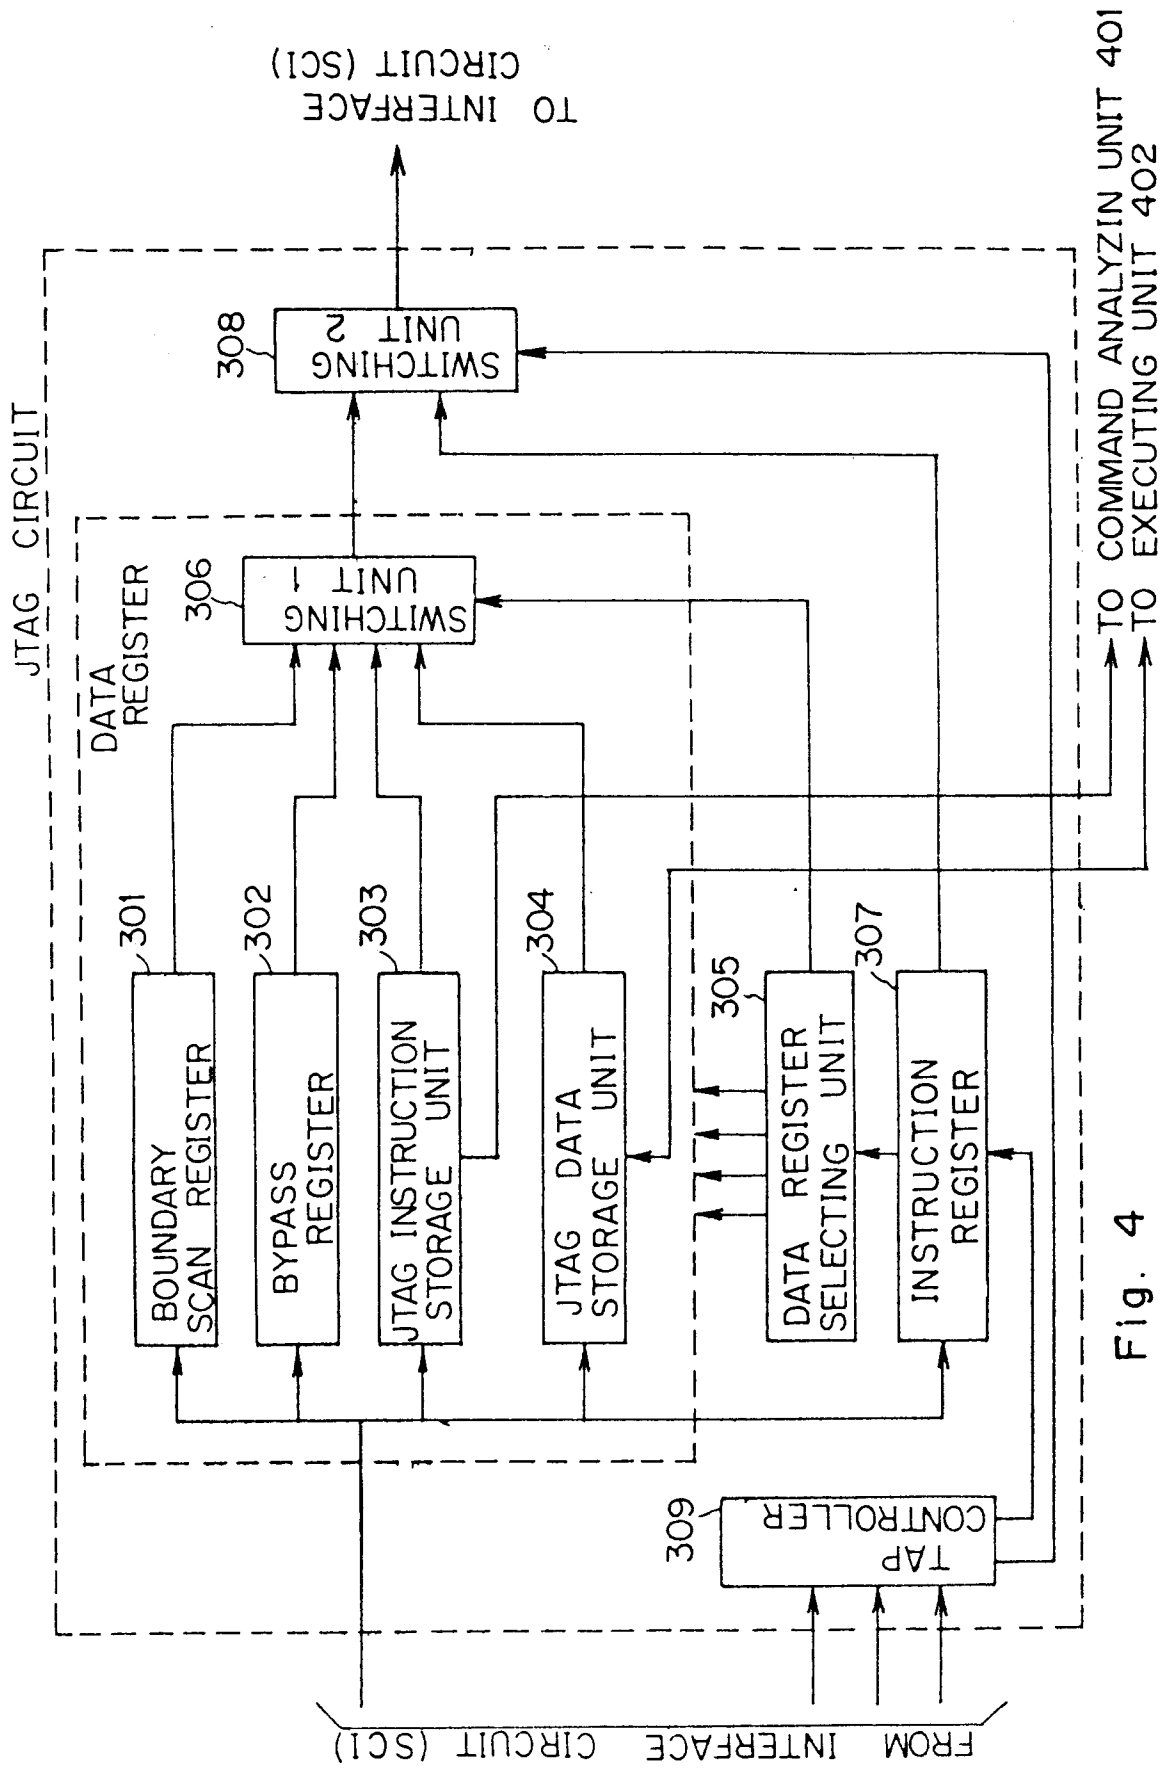 JTAG CIRCUIT
DATA
REGISTER
301
BOUNDARY
SCAN REGISTER
302
BYPASS
REGISTER
303
JTAG INSTRUCTION
STORAGE UNIT
304
JTAG DATA
STORAGE UNIT
305
DATA REGISTER
SELECTING UNIT
307
INSTRUCTION
REGISTER
306
SWITCHING
UNIT 1
308
SWITCHING
UNIT 2
309
TAP
CONTROLLER
FROM INTERFACE CIRCUIT (SCI)
TO INTERFACE
CIRCUIT (SCI)
TO COMMAND ANALYZIN UNIT 401
TO EXECUTING UNIT 402
Fig. 4